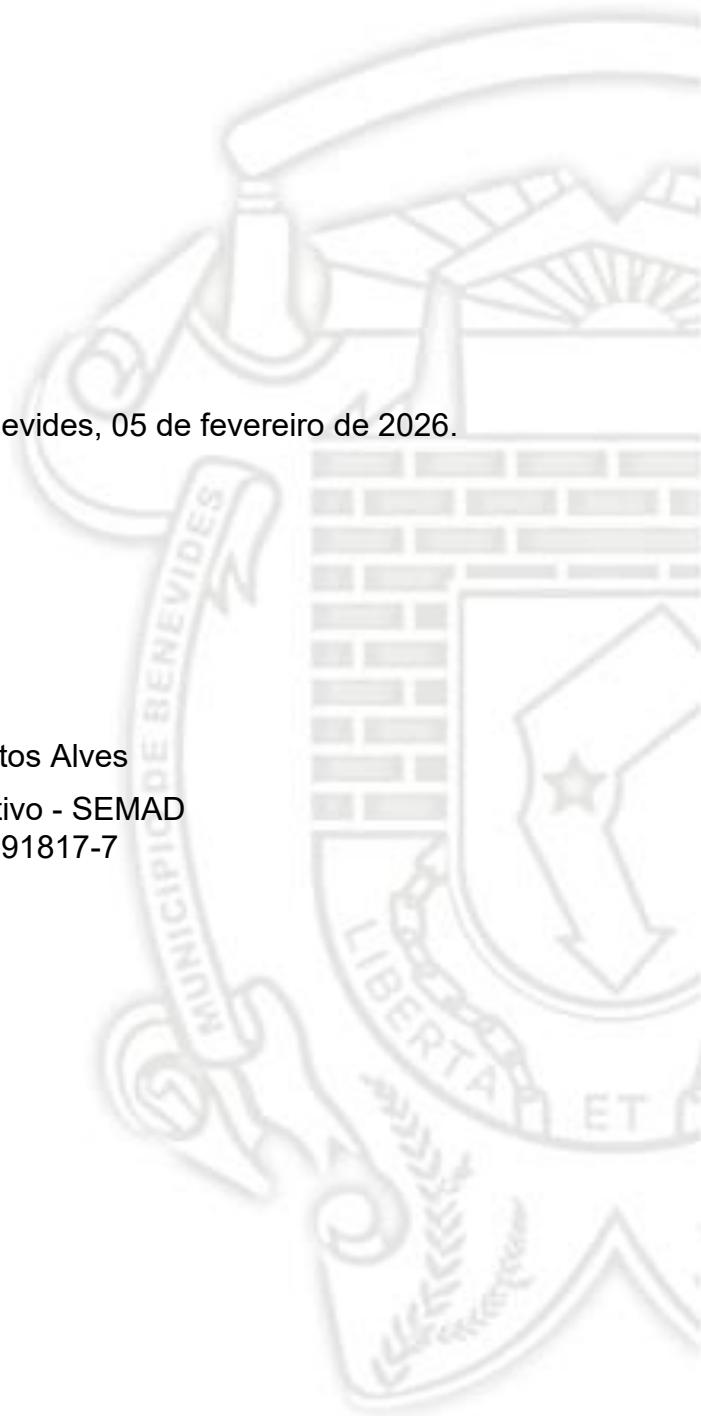 evides, 05 de fevereiro de 2026.
tos Alves
tivo - SEMAD
91817-7
MUNICIPIO DE BENEVIDES
LIBERTA ET